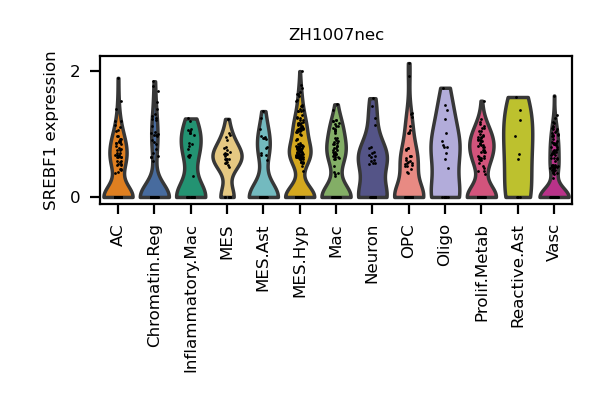 ZH1007nec
SREBF1 expression
2
0
AC
Chromatin.Reg
Inflammatory.Mac
MES
MES.Ast
MES.Hyp
Mac
Neuron
OPC
Oligo
Prolif.Metab
Reactive.Ast
Vasc